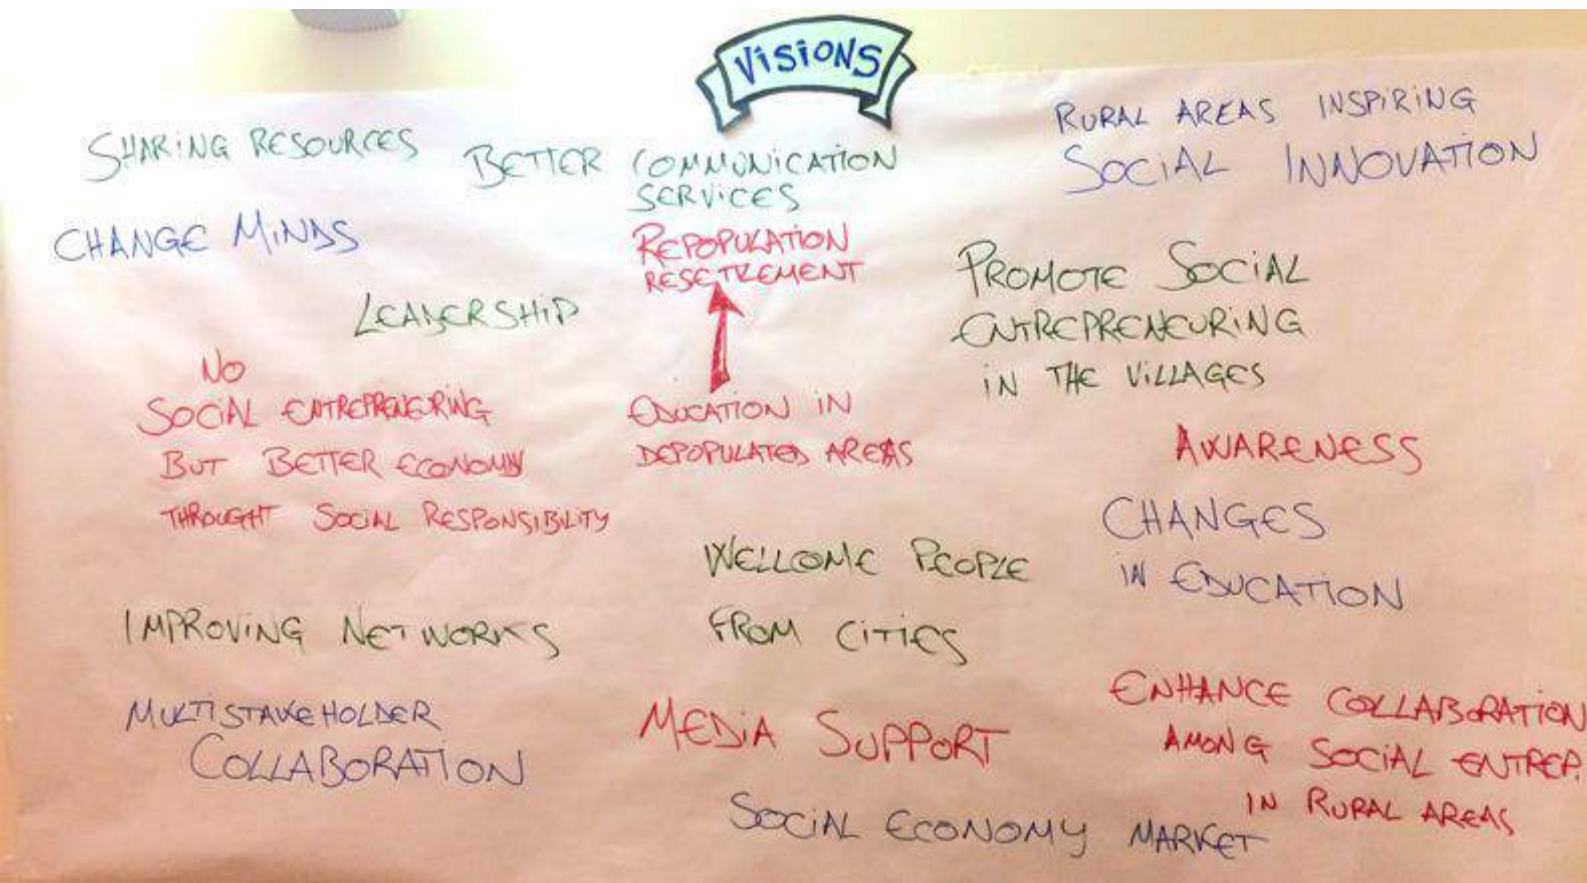 VISIONS
SHARING RESOURCES
BETTER COMMUNICATION
SERVICES
RURAL AREAS INSPIRING
SOCIAL INNOVATION
CHANGE MINDS
REPOPULATION
RESETTLEMENT
LEADERSHIP
PROMOTE SOCIAL
ENTREPRENEURING
IN THE VILLAGES
NO
SOCIAL ENTREPRENEURING
BUT BETTER ECONOMY
THROUGHT SOCIAL RESPONSIBILITY
EDUCATION IN
DEPOPULATED AREAS
AWARENESS
CHANGES
IN EDUCATION
WELLCOME PEOPLE
FROM CITIES
IMPROVING NETWORKS
MULTISTAKEHOLDER
COLLABORATION
MEDIA SUPPORT
ENHANCE COLLABORATION
AMONG SOCIAL ENTREP.
IN RURAL AREAS
SOCIAL ECONOMY MARKET